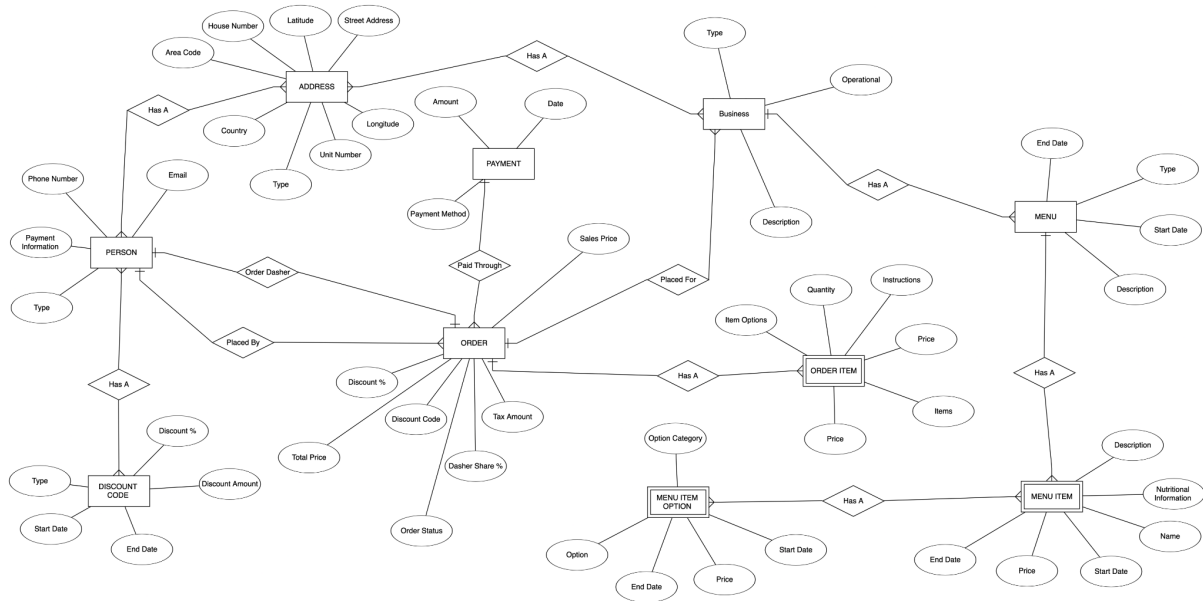 House Number
Latitude
Street Address
Area Code
ADDRESS
Country
Longitude
Unit Number
Type
Has A
Has A
Type
Operational
Business
Description
Amount
Date
PAYMENT
Payment Method
Has A
End Date
Type
MENU
Start Date
Description
Phone Number
Email
Payment
Information
PERSON
Type
Order Dasher
Paid Through
Sales Price
Placed For
Placed By
ORDER
Discount %
Discount Code
Tax Amount
Total Price
Dasher Share %
Order Status
Has A
Item Options
Quantity
Instructions
Price
ORDER ITEM
Items
Price
Has A
Has A
Discount %
Type
DISCOUNT
CODE
Discount Amount
Start Date
End Date
Option Category
MENU ITEM
OPTION
Option
End Date
Price
Start Date
Has A
Description
MENU ITEM
Nutritional
Information
Name
End Date
Price
Start Date